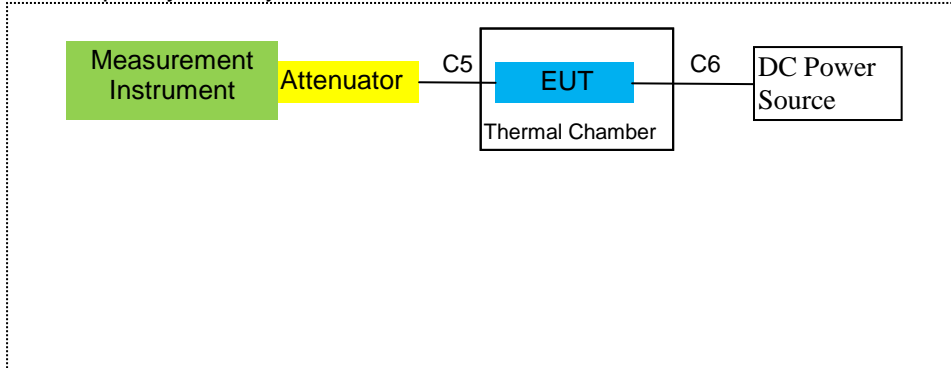 Measurement
Instrument
Attenuator
C5
EUT
Thermal Chamber
C6
DC Power
Source